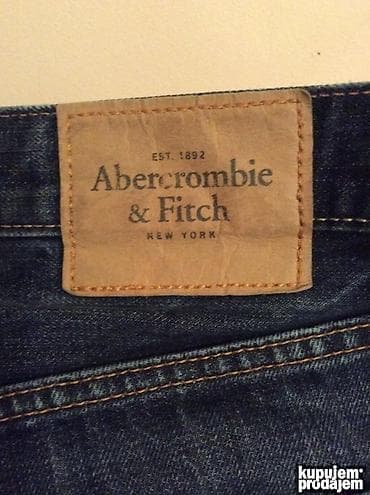 EST. 1892
Abercrombie
& Fitch
NEW YORK
kupujem
prodajem